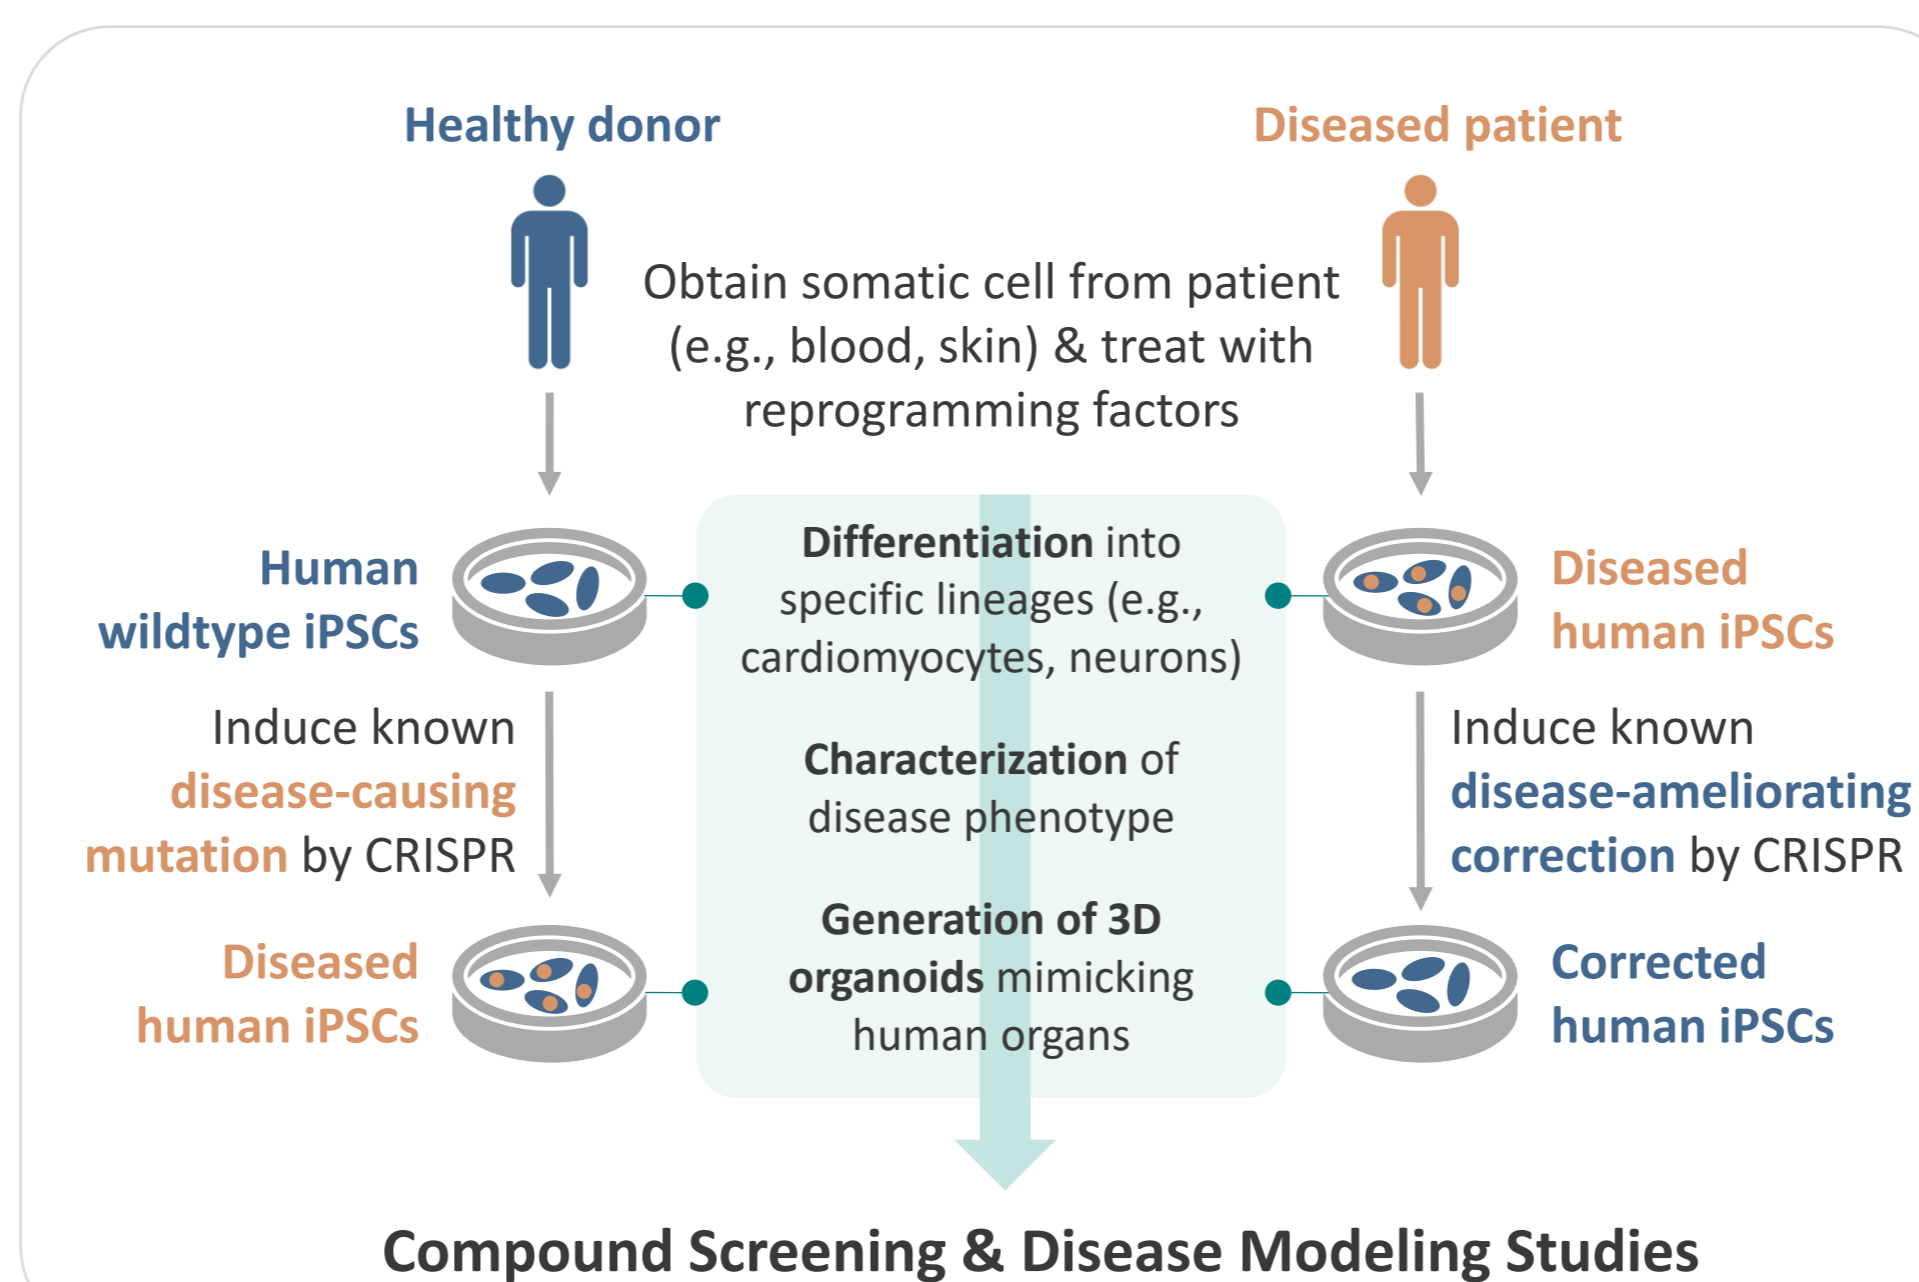 Healthy donor
Diseased patient
Obtain somatic cell from patient
(e.g., blood, skin) & treat with
reprogramming factors
Human
wildtype iPSCs
Differentiation into
specific lineages (e.g.,
cardiomyocytes, neurons)
Diseased
human iPSCs
Induce known
disease-causing
mutation by CRISPR
Characterization of
disease phenotype
Induce known
disease-ameliorating
correction by CRISPR
Diseased
human iPSCs
Generation of 3D
organoids mimicking
human organs
Corrected
human iPSCs
Compound Screening & Disease Modeling Studies